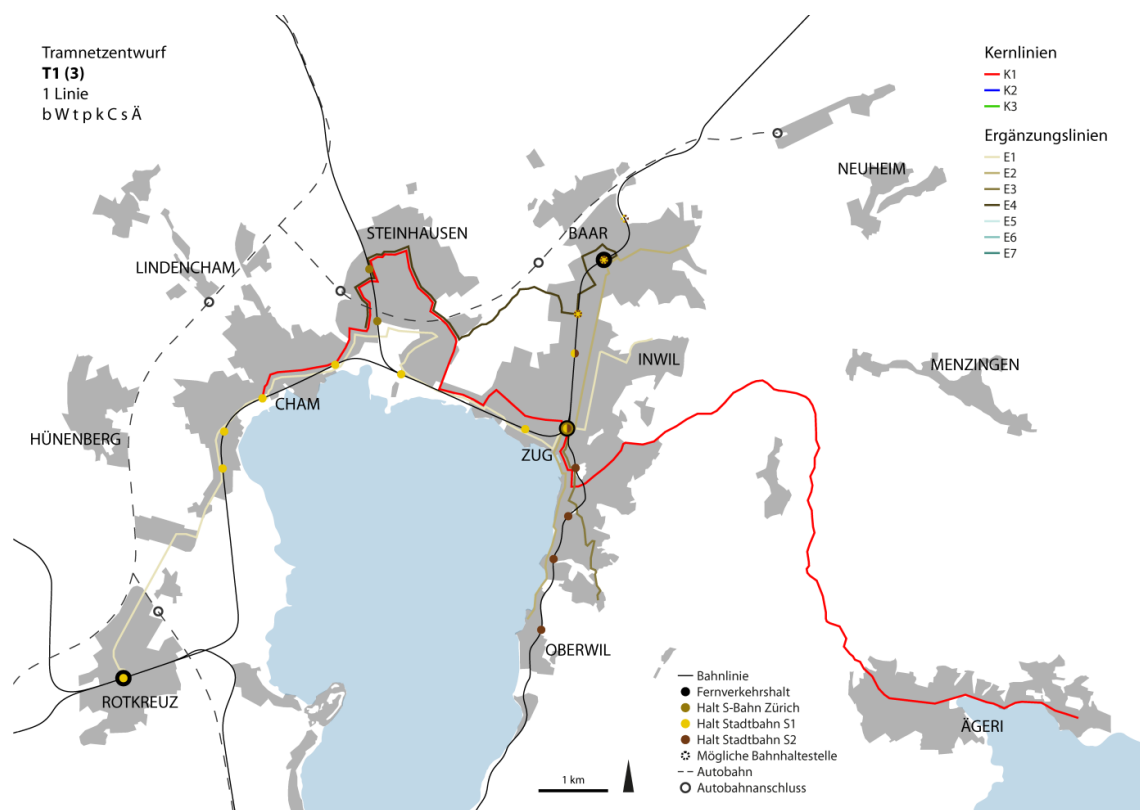 Tramnetzentwurf
T1 (3)
1 Linie
b W t p k C s Ä
Kernlinien
K1
K2
K3
Ergänzungslinien
E1
E2
E3
E4
E5
E6
E7
NEUHEIM
STEINHAUSEN
BAAR
LINDENCHAM
INWIL
MENZINGEN
CHAM
HÜNENBERG
ZUG
OBERWIL
ROTKREUZ
ÄGERI
Bahnlinie
Fernverkehrshalt
Halt S-Bahn Zürich
Halt Stadtbahn S1
Halt Stadtbahn S2
Mögliche Bahnhaltestelle
Autobahn
Autobahnanschluss
1 km